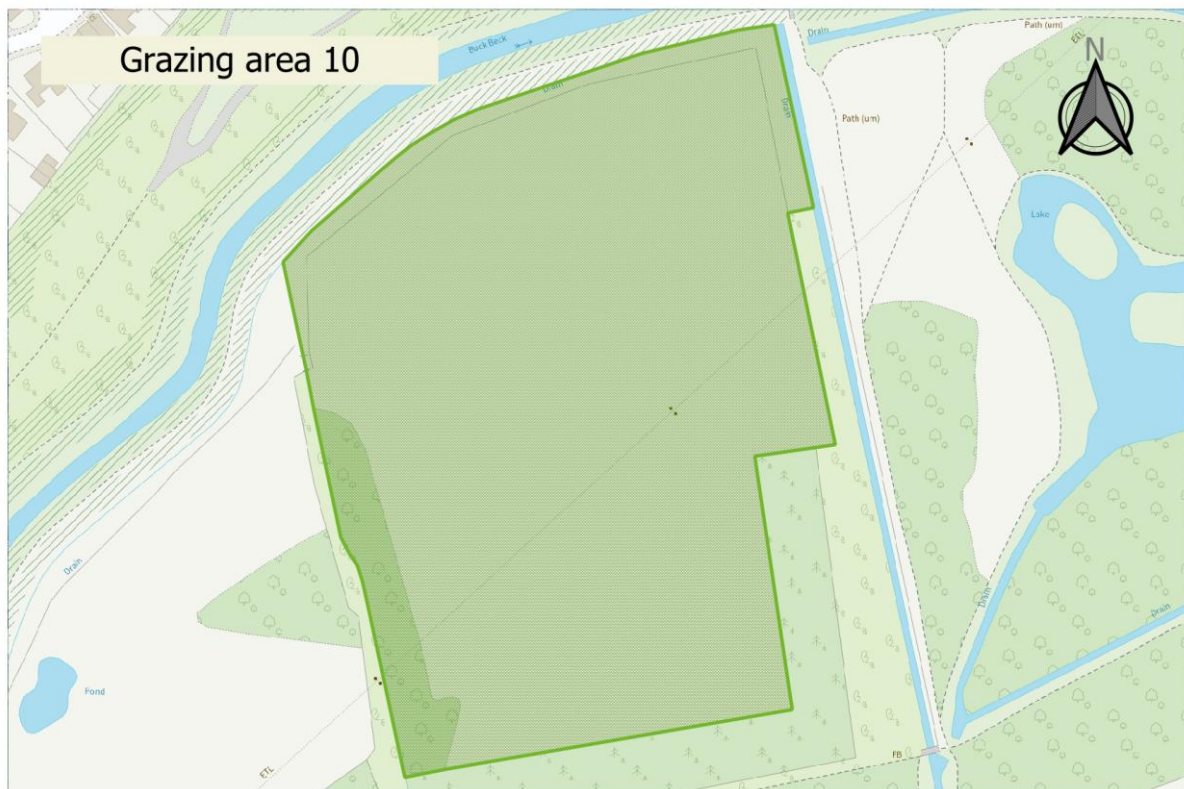 Grazing area 10
Buck Beck
Drain
Path (um)
ETL
N
Drain
Drain
Path (um)
Lake
Drain
Pond
Drain
Drain
ETL
FB